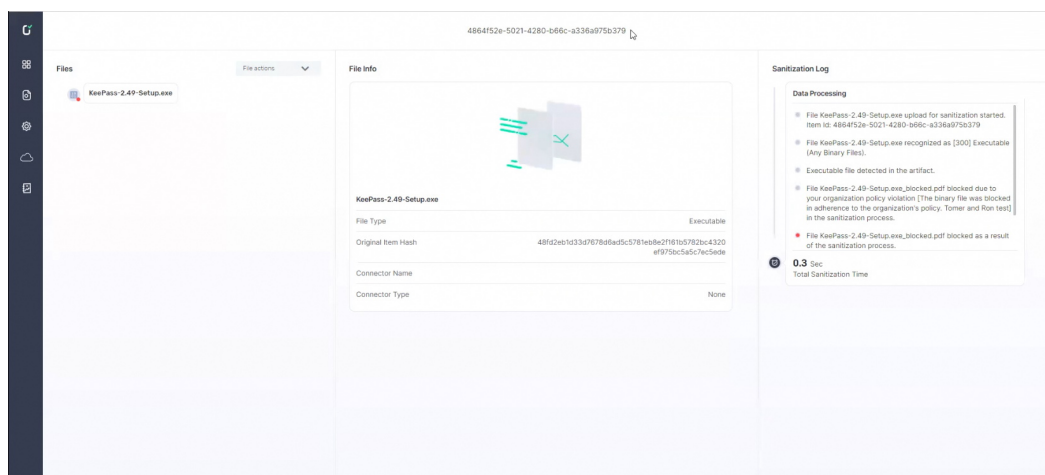 4864f52e-5021-4280-b66c-a336a975b379
Files
File actions
KeePass-2.49-Setup.exe
File Info
KeePass-2.49-Setup.exe
File Type
Executable
Original Item Hash
48fd2eb1d33d7678d6ad5c5781eb8e2f161b5782bc4320
ef975bc5a5c7ec5ede
Connector Name
Connector Type
None
Sanitization Log
Data Processing
File KeePass-2.49-Setup.exe upload for sanitization started.
Item Id: 4864f52e-5021-4280-b66c-a336a975b379
File KeePass-2.49-Setup.exe recognized as [300] Executable
(Any Binary Files).
Executable file detected in the artifact.
File KeePass-2.49-Setup.exe_blocked.pdf blocked due to
your organization policy violation [The binary file was blocked
in adherence to the organization's policy. Tomer and Ron test]
in the sanitization process.
File KeePass-2.49-Setup.exe_blocked.pdf blocked as a result
of the sanitization process.
0.3 Sec
Total Sanitization Time